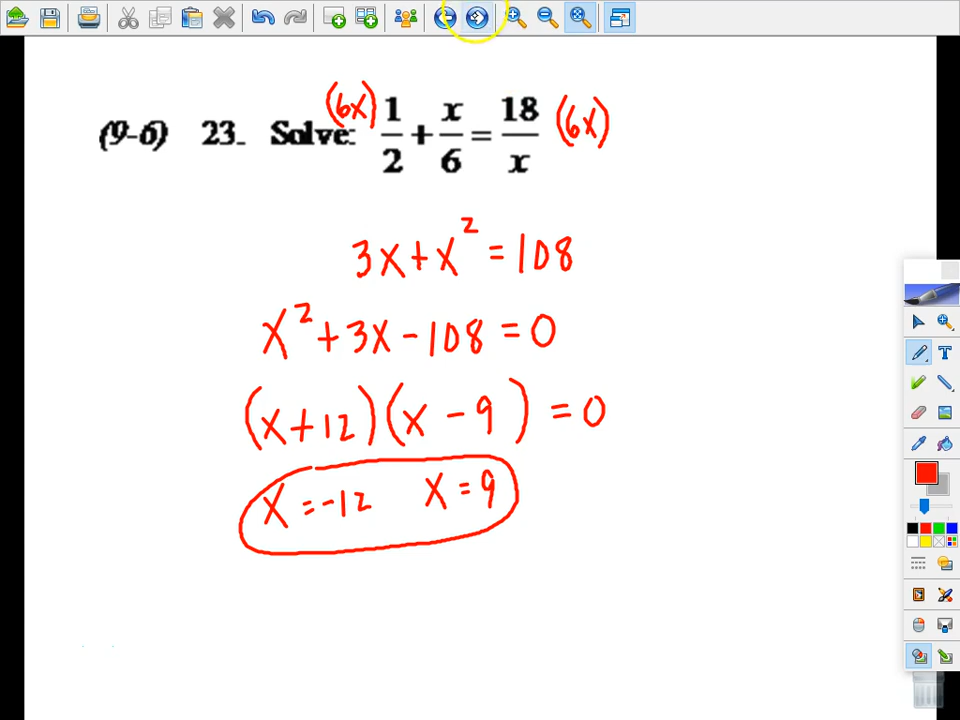 (9-6) 23. Solve: (6x) 1/2 + x/6 = 18/x (6x)
3x + x² = 108
x² + 3x - 108 = 0
(x + 12)(x - 9) = 0
x = -12 x = 9